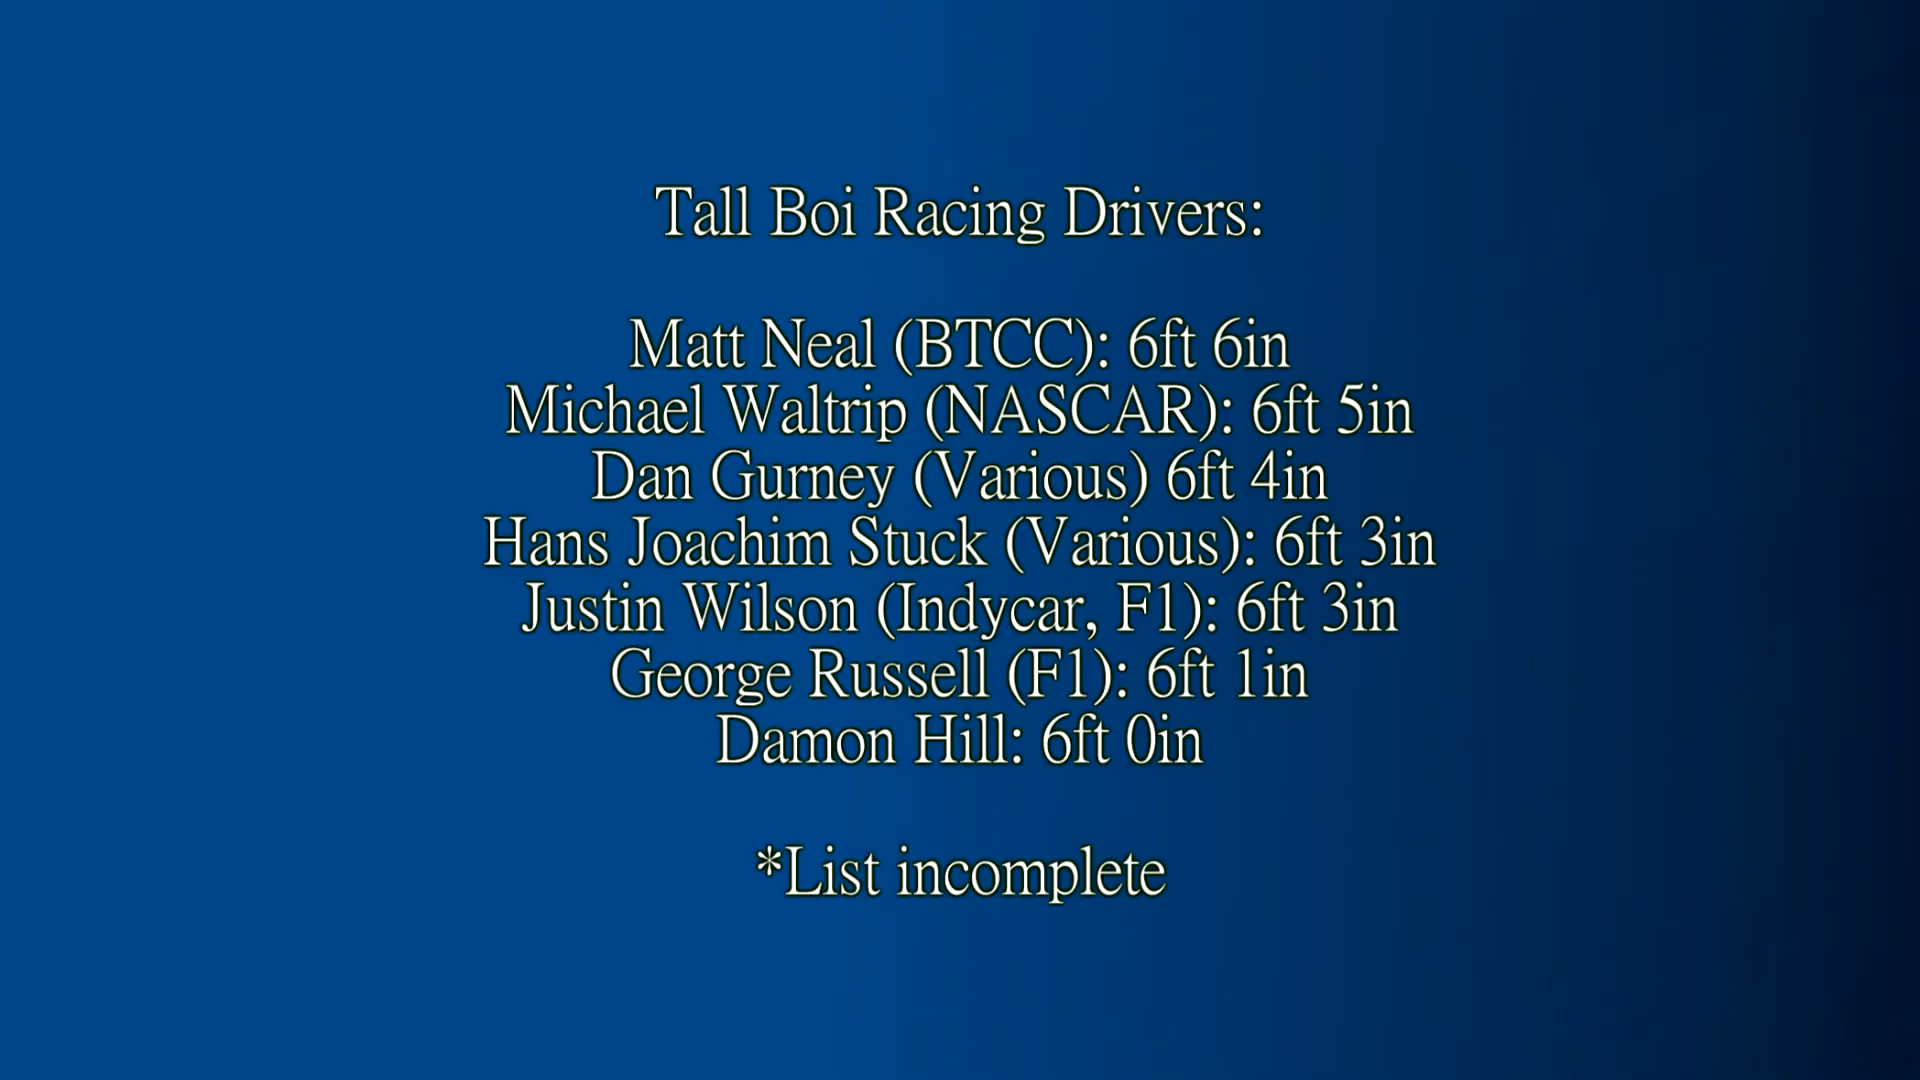 Tall Boi Racing Drivers:
Matt Neal (BTCC): 6ft 6in
Michael Waltrip (NASCAR): 6ft 5in
Dan Gurney (Various) 6ft 4in
Hans Joachim Stuck (Various): 6ft 3in
Justin Wilson (Indycar, F1): 6ft 3in
George Russell (F1): 6ft 1in
Damon Hill: 6ft 0in
*List incomplete